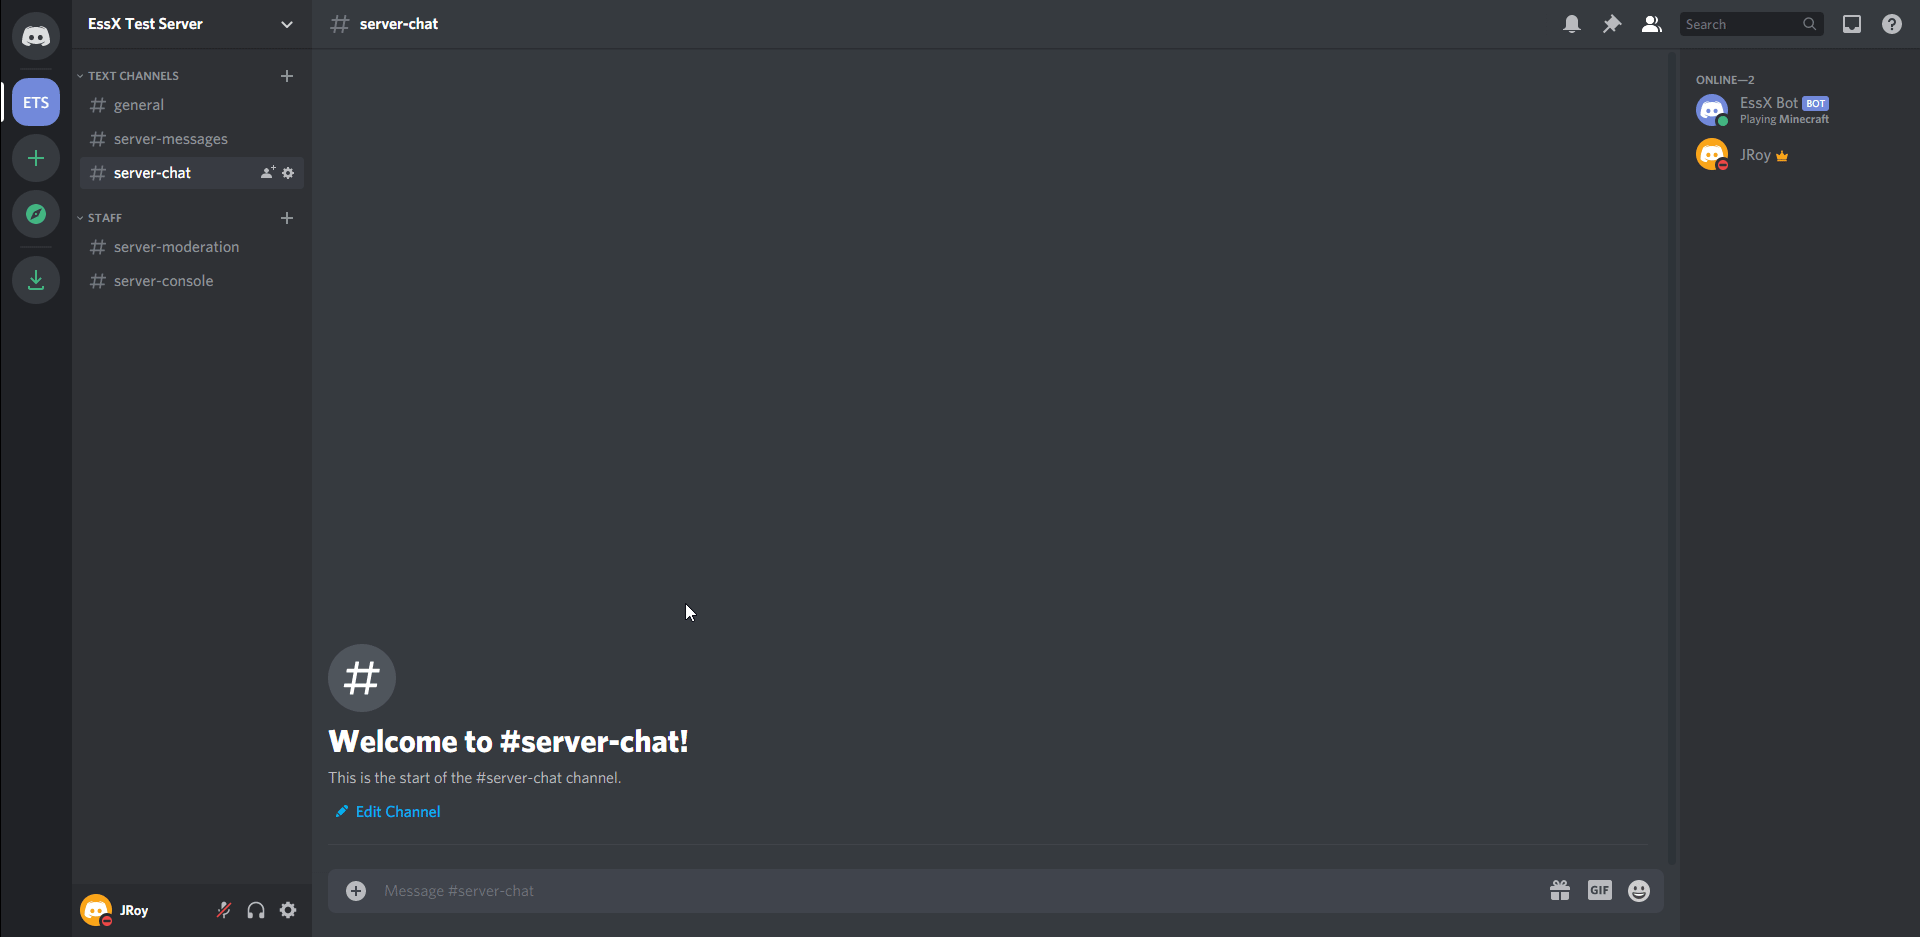 EssX Test Server
server-chat
Search
ETS
TEXT CHANNELS
general
server-messages
server-chat
STAFF
server-moderation
server-console
Welcome to #server-chat!
This is the start of the #server-chat channel.
Edit Channel
Message #server-chat
GIF
JRoy
ONLINE—2
EssX Bot BOT
Playing Minecraft
JRoy